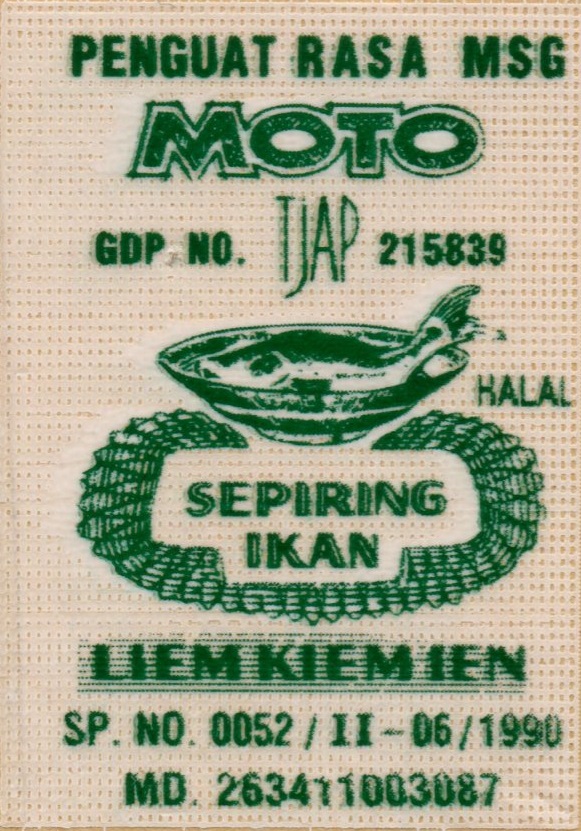 PENGUAT RASA MSG
MOTO
TJAP
GDP. NO. 215839
HALAL
SEPIRING
IKAN
LIEM KIEM IEN
SP. NO. 0052 / II - 06 / 1990
MD. 263411003087